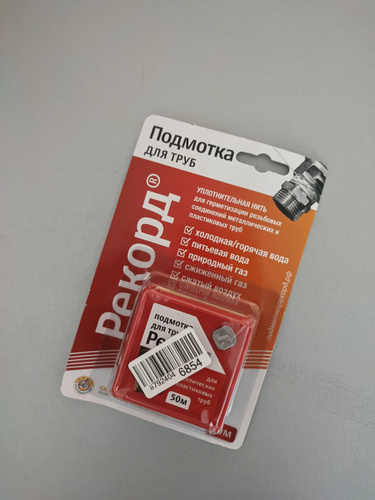 Подмотка
ДЛЯ ТРУБ
Рекорд®
УПЛОТНИТЕЛЬНАЯ НИТЬ
для герметизации резьбовых
соединений металлических и
пластиковых труб
холодная/горячая вода
питьевая вода
природный газ
сжиженный газ
сжатый воздух
ПОДМОТКА
ДЛЯ
Ре
для
пластиковых
труб
50м
6854